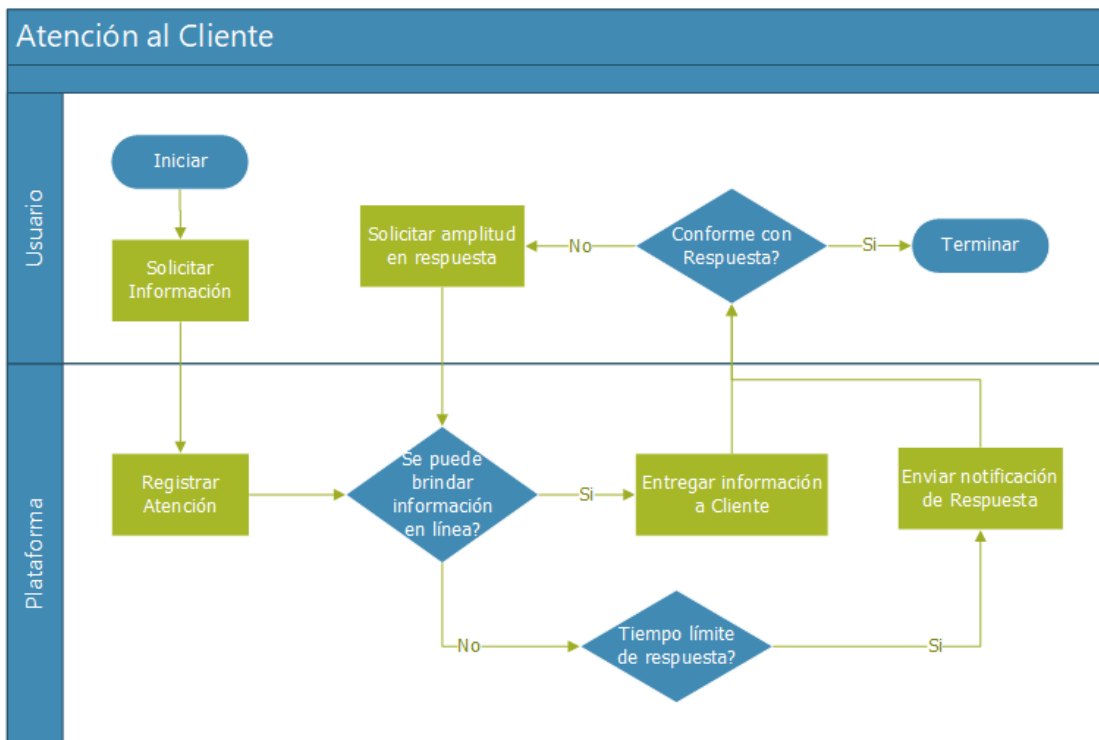 Atención al Cliente
Usuario
Iniciar
Solicitar
Información
Solicitar amplitud
en respuesta
No
Conforme con
Respuesta?
Si
Terminar
Plataforma
Registrar
Atención
Se puede
brindar
información
en línea?
Si
Entregar información
a Cliente
Enviar notificación
de Respuesta
No
Tiempo límite
de respuesta?
Si